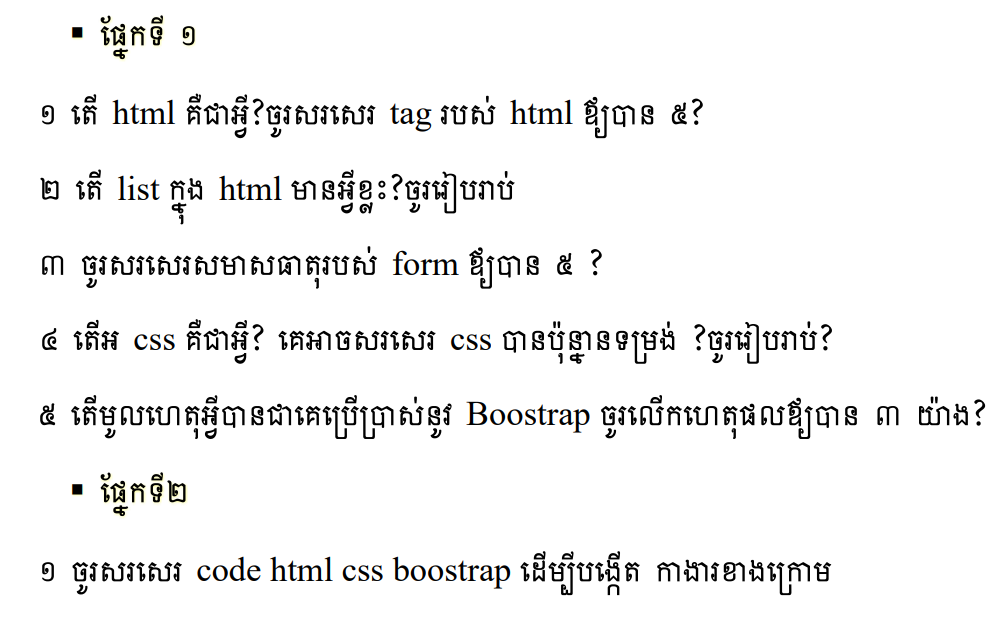 ▪ ផ្នែកទី ១
១ តើ html គឺជាអ្វី?ចូរសរសេរ tag របស់ html ឪ្យបាន ៥?
២ តើ list ក្នុង html មានអ្វីខ្លះ?ចូររៀបរាប់
៣ ចូរសរសេរសមាសធាតុរបស់ form ឪ្យបាន ៥ ?
៤ តើអ css គឺជាអ្វី? គេអាចសរសេរ css បានប៉ុន្នានទម្រង់ ?ចូររៀបរាប់?
៥ តើមូលហេតុអ្វីបានជាគេប្រើប្រាស់នូវ Boostrap ចូរលើកហេតុផលឪ្យបាន ៣ យ៉ាង?
▪ ផ្នែកទី២
១ ចូរសរសេរ code html css boostrap ដើម្បីបង្កើត កាងារខាងក្រោម